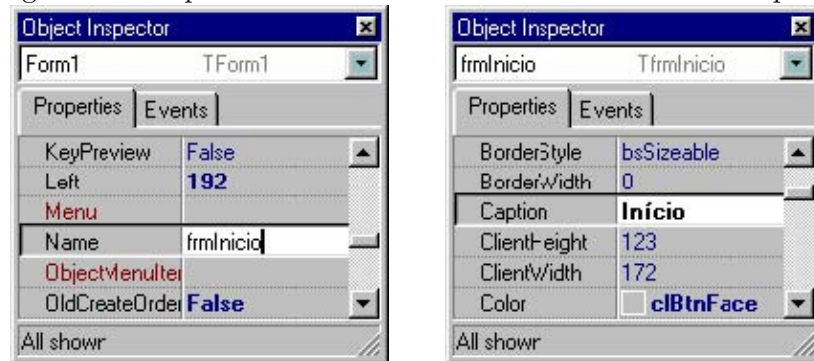 Object Inspector
Form1 TForm1
Properties Events
KeyPreview False
Left 192
Menu
Name frmInicio
ObjectMenuIter
OldCreateOrder False
All shown
Object Inspector
frmInicio TfrmInicio
Properties Events
BorderStyle bsSizeable
BorderWidth 0
Caption Início
ClientHeight 123
ClientWidth 172
Color clBtnFace
All shown